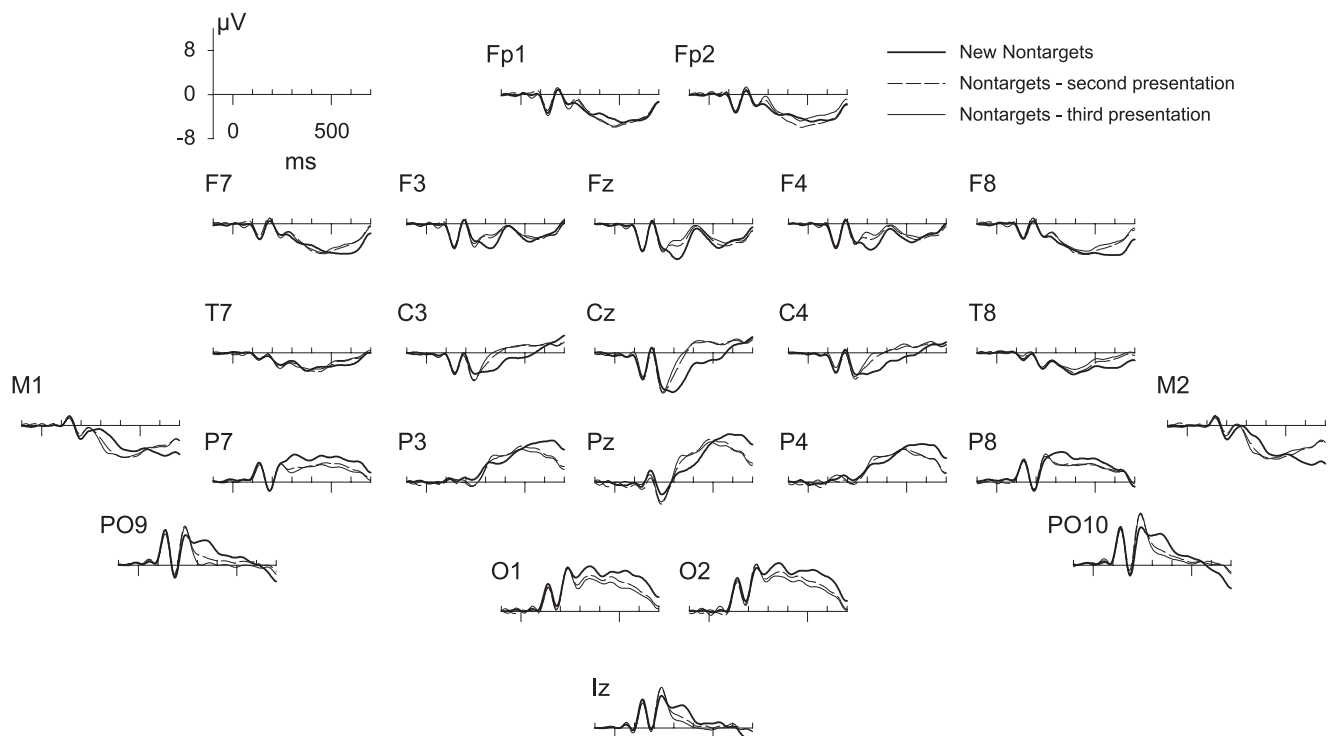 µV
8
0
-8
0 500
ms
Fp1 Fp2
New Nontargets
Nontargets - second presentation
Nontargets - third presentation
F7 F3 Fz F4 F8
T7 C3 Cz C4 T8
M1 M2
P7 P3 Pz P4 P8
PO9 PO10
O1 O2
Iz